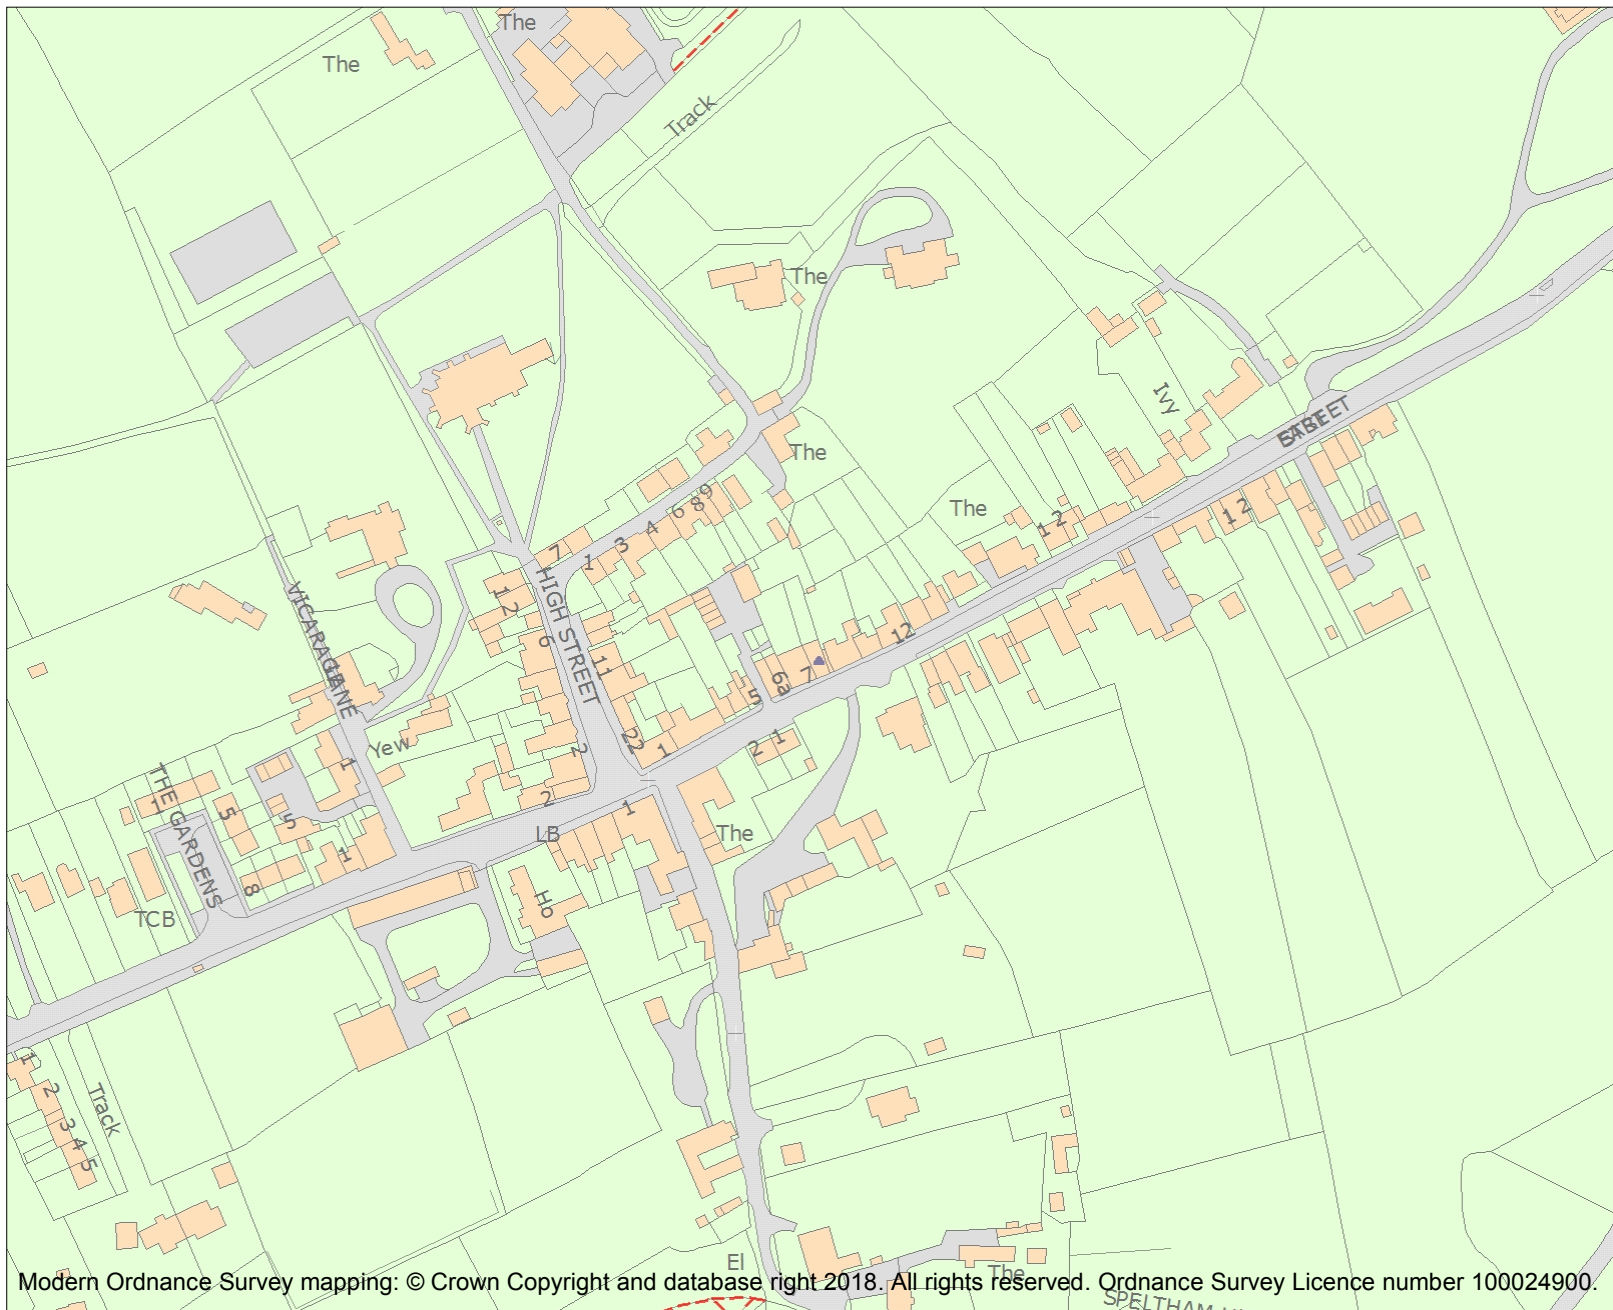 The
The
Track
The
Ivy
EAST
STREET
The
The
9
8
6
4
3
1
7
1 2
1 2
HIGH STREET
1 2
6
11
VICARAGE LANE
12
7
6a
5
22
1
2 1
2
Yew
1
THE GARDENS
1
5
5
1
8
2
1
LB
The
Ho
TCB
1
2
3
4
5
Track
El
The
SPELTHAM
Modern Ordnance Survey mapping: © Crown Copyright and database right 2018. All rights reserved. Ordnance Survey Licence number 100024900.